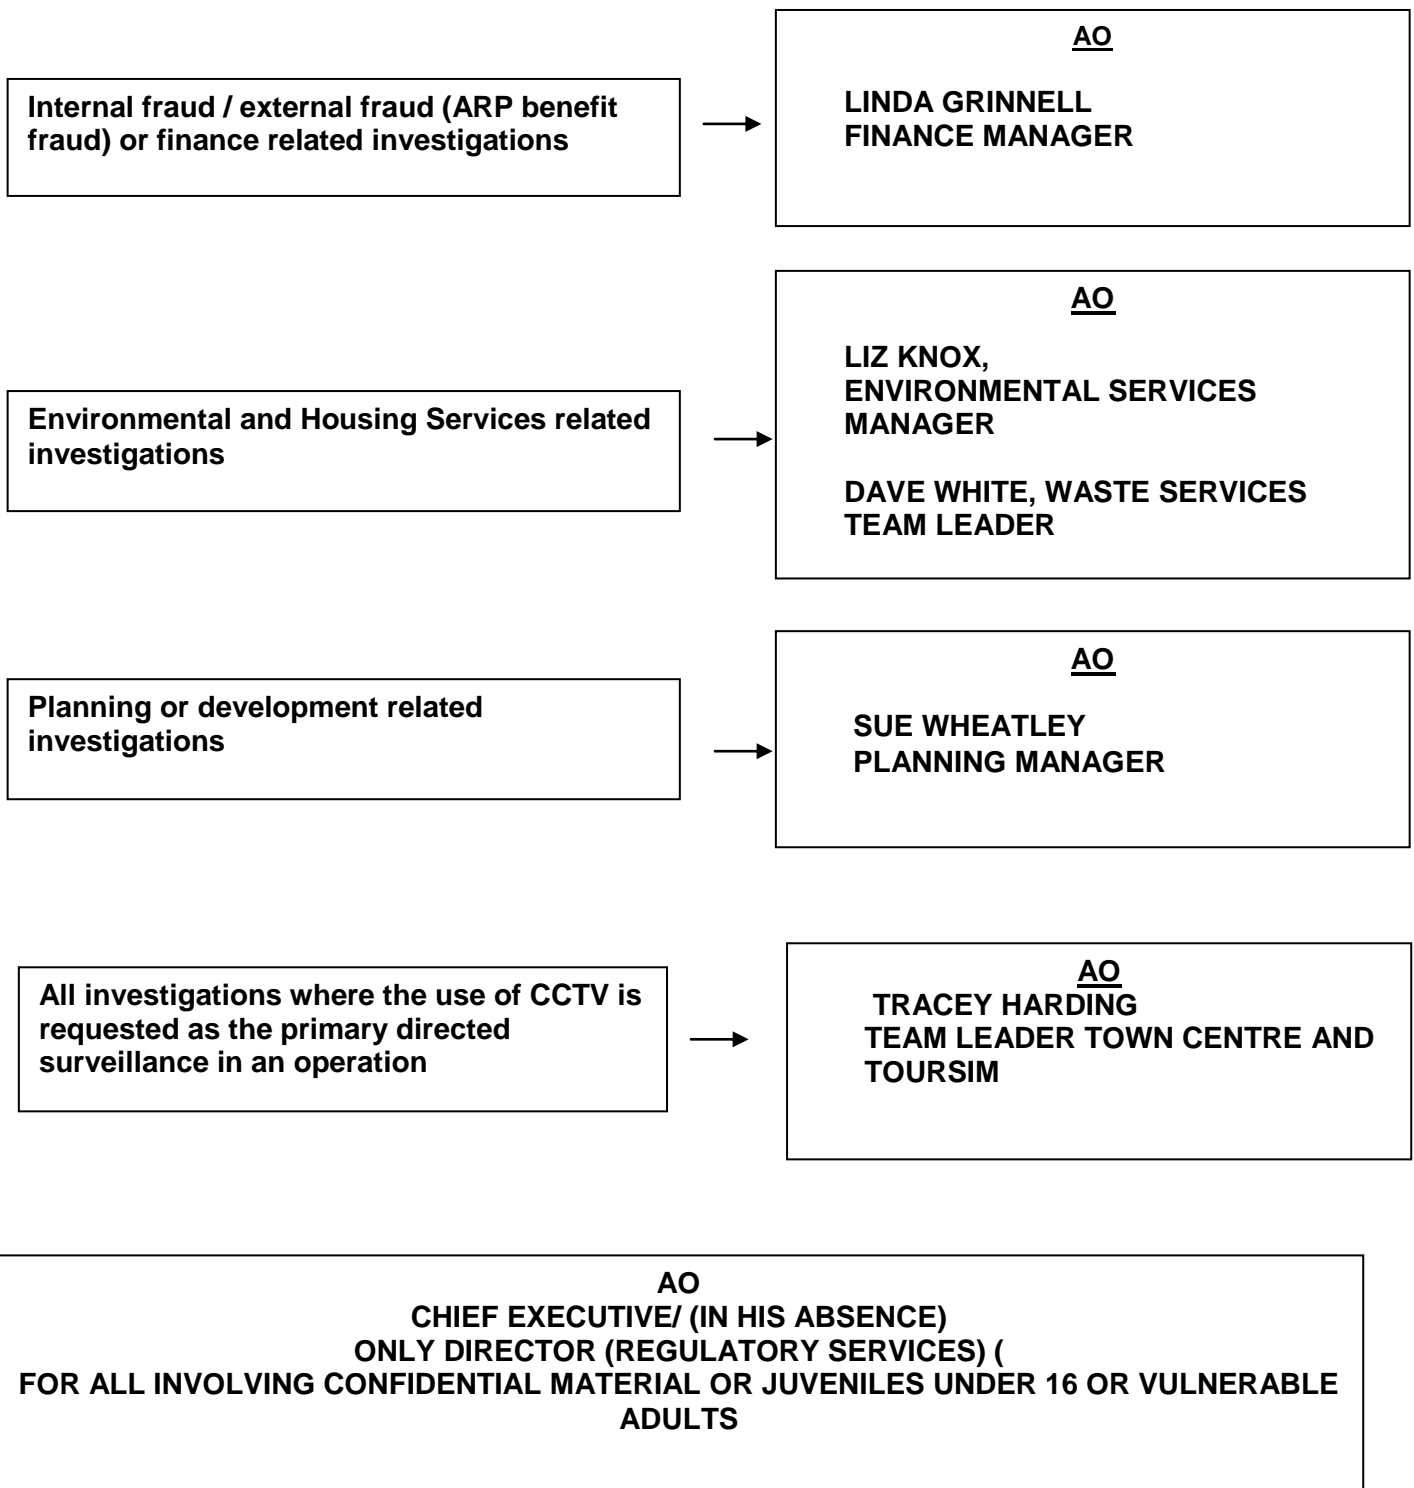 Internal fraud / external fraud (ARP benefit
fraud) or finance related investigations
AO
LINDA GRINNELL
FINANCE MANAGER
Environmental and Housing Services related
investigations
AO
LIZ KNOX,
ENVIRONMENTAL SERVICES
MANAGER
DAVE WHITE, WASTE SERVICES
TEAM LEADER
Planning or development related
investigations
AO
SUE WHEATLEY
PLANNING MANAGER
All investigations where the use of CCTV is
requested as the primary directed
surveillance in an operation
AO
TRACEY HARDING
TEAM LEADER TOWN CENTRE AND
TOURSIM
AO
CHIEF EXECUTIVE/ (IN HIS ABSENCE)
ONLY DIRECTOR (REGULATORY SERVICES) (
FOR ALL INVOLVING CONFIDENTIAL MATERIAL OR JUVENILES UNDER 16 OR VULNERABLE
ADULTS